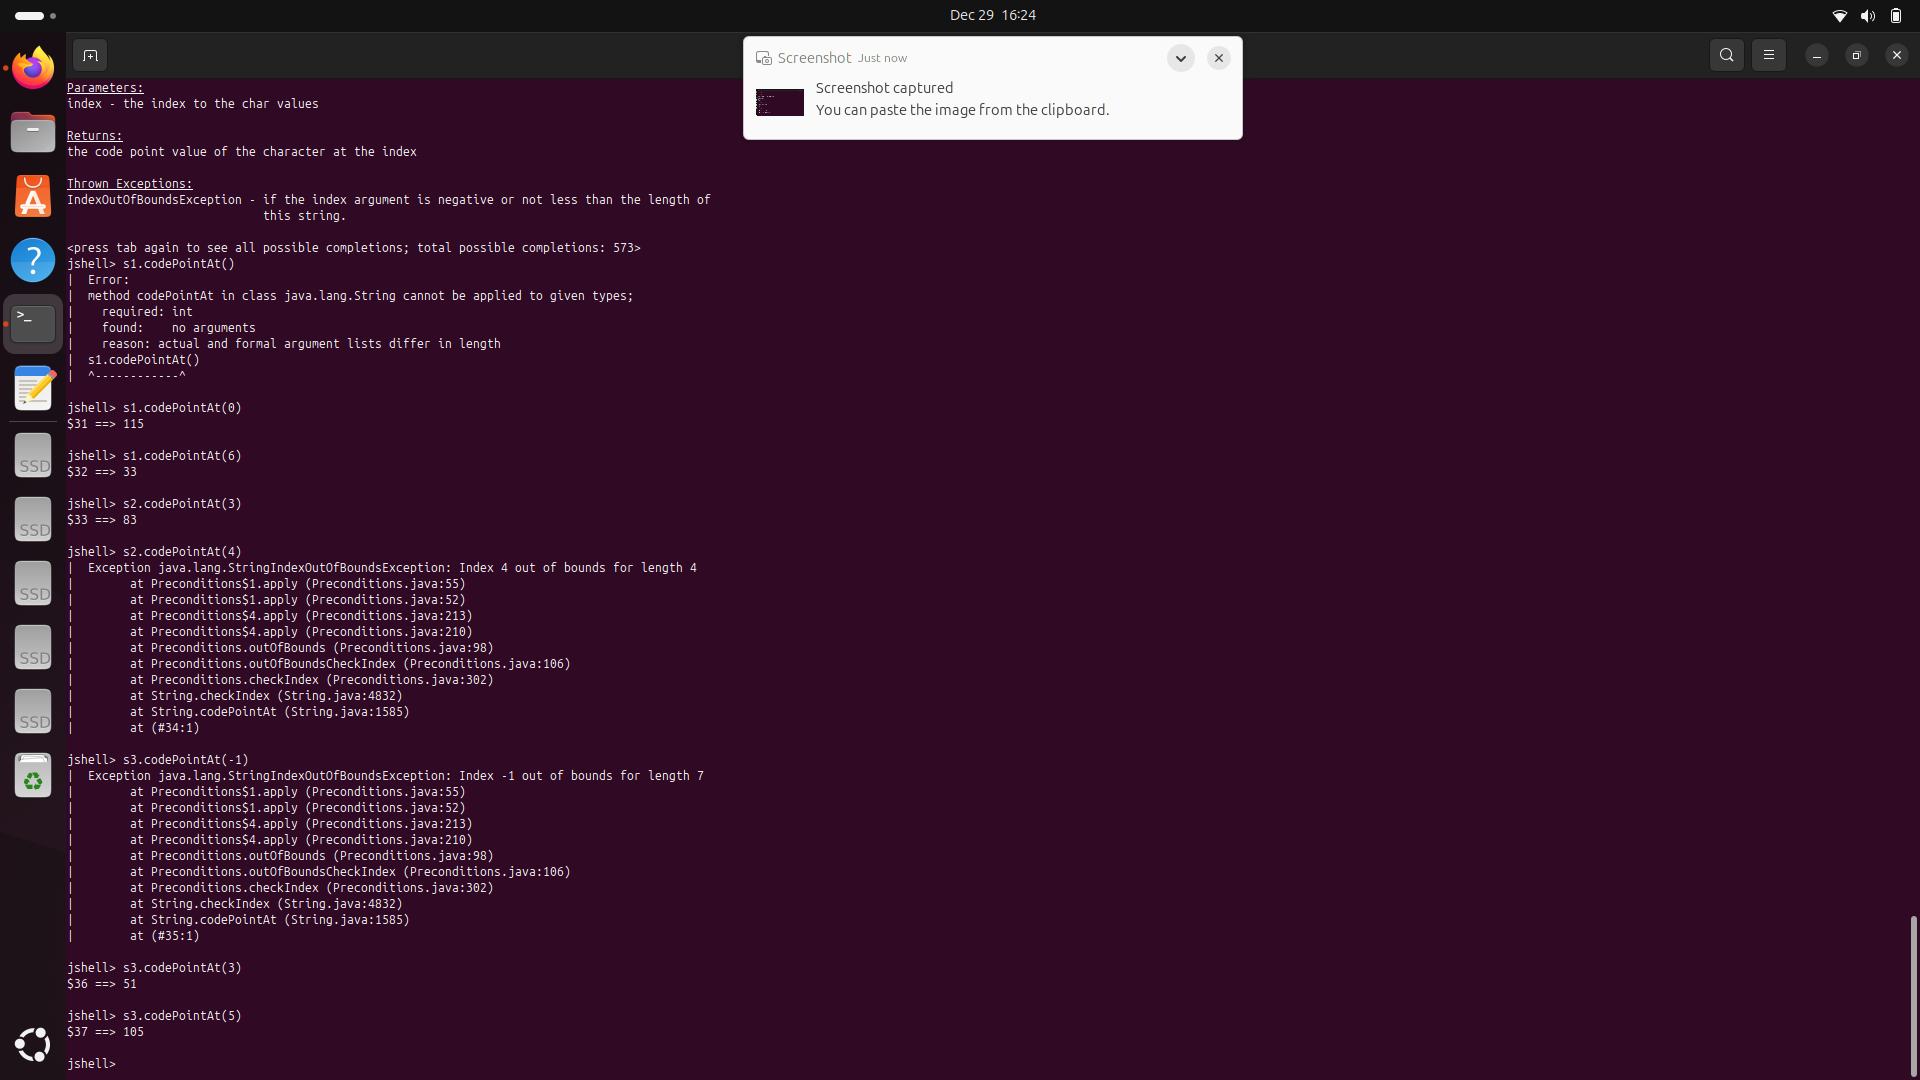 Dec 29 16:24
Screenshot Just now
Screenshot captured
You can paste the image from the clipboard.
Parameters:
index - the index to the char values
Returns:
the code point value of the character at the index
Thrown Exceptions:
IndexOutOfBoundsException - if the index argument is negative or not less than the length of
this string.
<press tab again to see all possible completions; total possible completions: 573>
jshell> s1.codePointAt()
|  Error:
|  method codePointAt in class java.lang.String cannot be applied to given types;
|    required: int
|    found:    no arguments
|    reason: actual and formal argument lists differ in length
|  s1.codePointAt()
|  ^------------^
jshell> s1.codePointAt(0)
$31 ==> 115
jshell> s1.codePointAt(6)
$32 ==> 33
jshell> s2.codePointAt(3)
$33 ==> 83
jshell> s2.codePointAt(4)
|  Exception java.lang.StringIndexOutOfBoundsException: Index 4 out of bounds for length 4
|        at Preconditions$1.apply (Preconditions.java:55)
|        at Preconditions$1.apply (Preconditions.java:52)
|        at Preconditions$4.apply (Preconditions.java:213)
|        at Preconditions$4.apply (Preconditions.java:210)
|        at Preconditions.outOfBounds (Preconditions.java:98)
|        at Preconditions.outOfBoundsCheckIndex (Preconditions.java:106)
|        at Preconditions.checkIndex (Preconditions.java:302)
|        at String.checkIndex (String.java:4832)
|        at String.codePointAt (String.java:1585)
|        at (#34:1)
jshell> s3.codePointAt(-1)
|  Exception java.lang.StringIndexOutOfBoundsException: Index -1 out of bounds for length 7
|        at Preconditions$1.apply (Preconditions.java:55)
|        at Preconditions$1.apply (Preconditions.java:52)
|        at Preconditions$4.apply (Preconditions.java:213)
|        at Preconditions$4.apply (Preconditions.java:210)
|        at Preconditions.outOfBounds (Preconditions.java:98)
|        at Preconditions.outOfBoundsCheckIndex (Preconditions.java:106)
|        at Preconditions.checkIndex (Preconditions.java:302)
|        at String.checkIndex (String.java:4832)
|        at String.codePointAt (String.java:1585)
|        at (#35:1)
jshell> s3.codePointAt(3)
$36 ==> 51
jshell> s3.codePointAt(5)
$37 ==> 105
jshell>
SSD
SSD
SSD
SSD
SSD